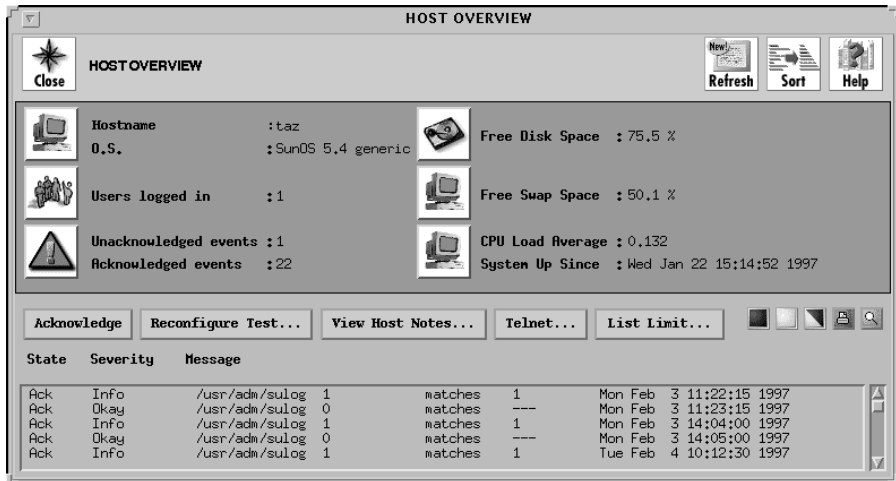 HOST OVERVIEW
Close
HOST OVERVIEW
New!
Refresh
Sort
Help
Hostname :taz
O.S. :SunOS 5.4 generic
Free Disk Space : 75.5 %
Users logged in :1
Free Swap Space : 50.1 %
Unacknowledged events :1
Acknowledged events :22
CPU Load Average : 0.132
System Up Since : Wed Jan 22 15:14:52 1997
Acknowledge
Reconfigure Test...
View Host Notes...
Telnet...
List Limit...
State Severity Message
Ack Info /usr/adm/sulog 1 matches 1 Mon Feb 3 11:22:15 1997
Ack Okay /usr/adm/sulog 0 matches --- Mon Feb 3 11:23:15 1997
Ack Info /usr/adm/sulog 1 matches 1 Mon Feb 3 14:04:00 1997
Ack Okay /usr/adm/sulog 0 matches --- Mon Feb 3 14:05:00 1997
Ack Info /usr/adm/sulog 1 matches 1 Tue Feb 4 10:12:30 1997